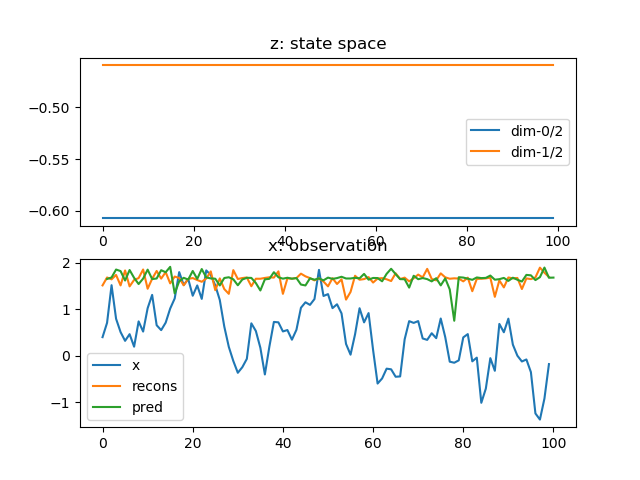 z: state space
−0.50
−0.55
−0.60
dim-0/2
dim-1/2
0 20 40 60 80 100
x: observation
2
1
0
−1
x
recons
pred
0 20 40 60 80 100